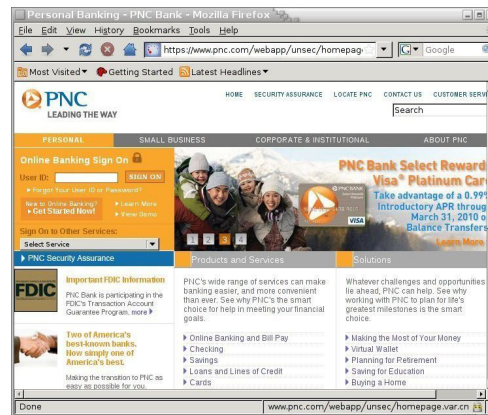 Personal Banking - PNC Bank - Mozilla Firefox
File Edit View History Bookmarks Tools Help
https://www.pnc.com/webapp/unsec/homepag
Google
Most Visited Getting Started Latest Headlines
PNC
LEADING THE WAY
HOME SECURITY ASSURANCE LOCATE PNC CONTACT US CUSTOMER SERVI
Search
PERSONAL SMALL BUSINESS CORPORATE & INSTITUTIONAL ABOUT PNC
Online Banking Sign On
User ID: SIGN ON
Forgot Your User ID or Password?
New to Online Banking?
Get Started Now!
Learn More
View Demo
Sign On to Other Services:
Select Service
PNC Bank Select Reward
Visa® Platinum Car
Take advantage of a 0.99%
Introductory APR throug
March 31, 2010 o
Balance Transfers
Learn More
VISA
1 2 3 4
PNC Security Assurance
FDIC
Important FDIC Information
PNC Bank is participating in the
FDIC's Transaction Account
Guarantee Program. more
Two of America's
best-known banks.
Now simply one of
America's best.
Making the transition to PNC as
easy as possible for you.
Products and Services
PNC's wide range of services can make
banking easier, and more convenient
than ever. See why PNC's the smart
choice for help in meeting your financial
goals.
Online Banking and Bill Pay
Checking
Savings
Loans and Lines of Credit
Cards
Solutions
Whatever challenges and opportunities
lie ahead, PNC can help. See why
working with PNC to plan for life's
greatest milestones is the smart
choice.
Making the Most of Your Money
Virtual Wallet
Planning for Retirement
Saving for Education
Buying a Home
Done
www.pnc.com/webapp/unsec/homepage.var.cn